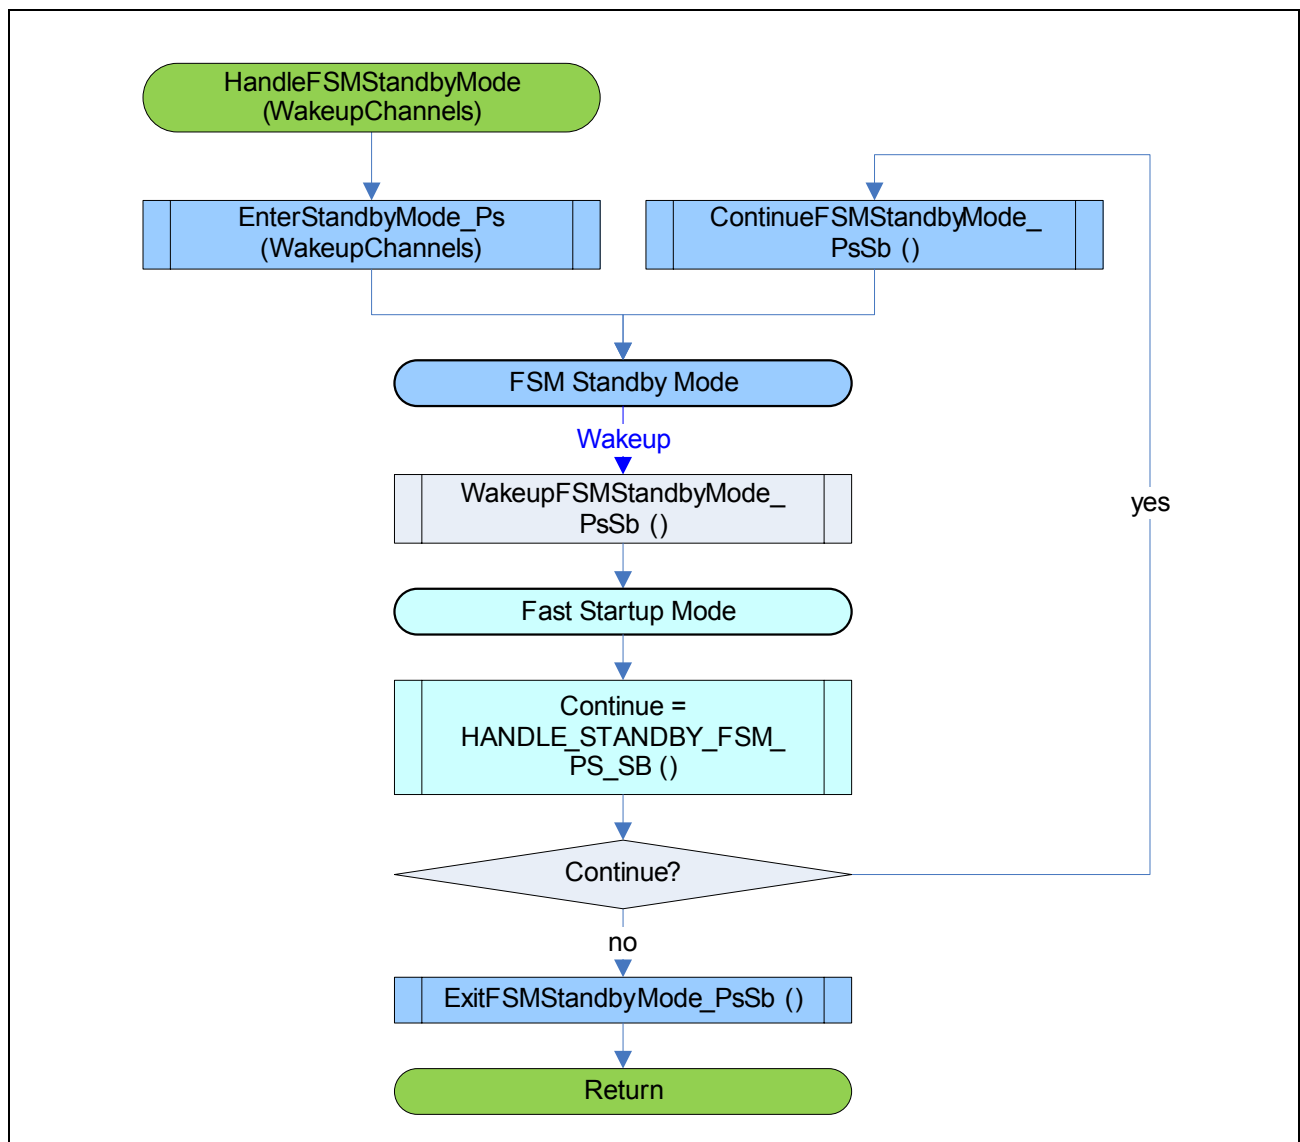 HandleFSMStandbyMode
(WakeupChannels)
EnterStandbyMode_Ps
(WakeupChannels)
ContinueFSMStandbyMode_
PsSb ()
FSM Standby Mode
Wakeup
WakeupFSMStandbyMode_
PsSb ()
yes
Fast Startup Mode
Continue =
HANDLE_STANDBY_FSM_
PS_SB ()
Continue?
no
ExitFSMStandbyMode_PsSb ()
Return